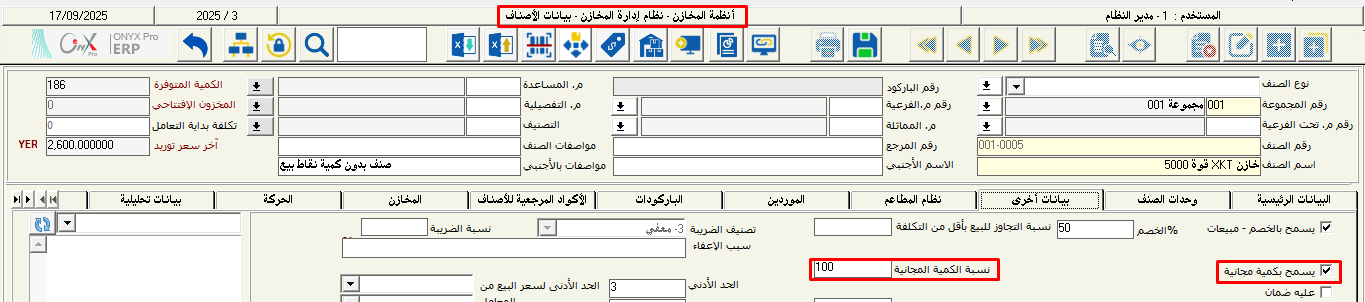 المستخدم : 1 - مدير النظام
أنظمة المخازن - نظام إدارة المخازن - بيانات الأصناف
2025 / 3
17/09/2025
ONYX Pro
ERP
نوع الصنف
رقم الباركود
م. المساعدة
الكمية المتوفرة 186
رقم المجموعة 001 مجموعة 001
رقم م.الفرعية
م. التفصيلية
المخزون الإفتتاحي 0
رقم م. تحت الفرعية
م. المماثلة
التصنيف
تكلفة بداية التعامل 0
رقم الصنف 001-0005
رقم المرجع
مواصفات الصنف
آخر سعر توريد 2,600.000000 YER
اسم الصنف خازن XKT قوة 5000
الاسم الأجنبي
مواصفات بالأجنبي صنف بدون كمية نقاط بيع
البيانات الرئيسية
وحدات الصنف
بيانات أخرى
نظام المطاعم
الموردين
الباركودات
الأكواد المرجعية للأصناف
المخازن
الحركة
بيانات تحليلية
يسمح بالخصم - مبيعات
%الخصم 50
نسبة التجاوز للبيع بأقل من التكلفة
تصنيف الضريبة 3- معفي
نسبة الضريبة
سبب الإعفاء
يسمح بكمية مجانية
نسبة الكمية المجانية 100
الحد الأدنى 3
الحد الأدنى لسعر البيع من
عليه ضمان